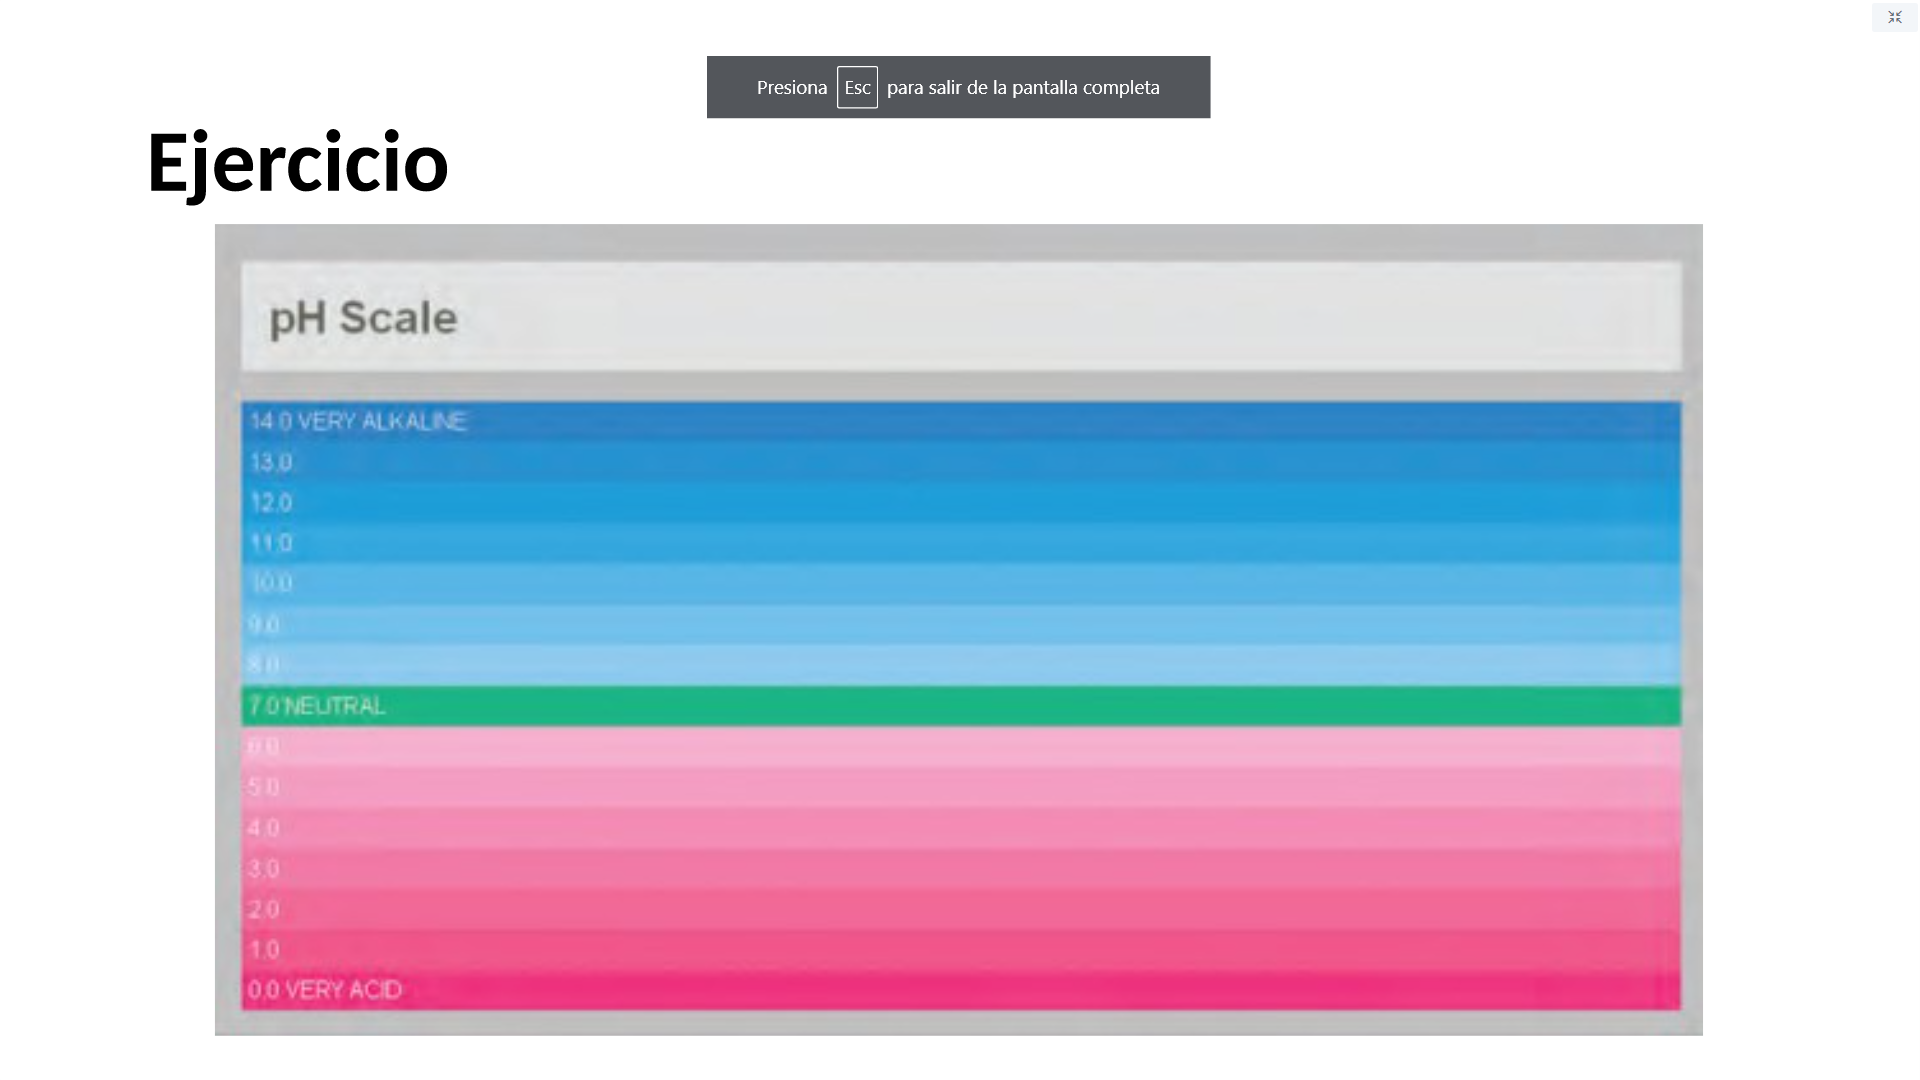 Presiona Esc para salir de la pantalla completa
Ejercicio
pH Scale
14.0 VERY ALKALINE
13.0
12.0
11.0
10.0
9.0
8.0
7.0 NEUTRAL
6.0
5.0
4.0
3.0
2.0
1.0
0.0 VERY ACID